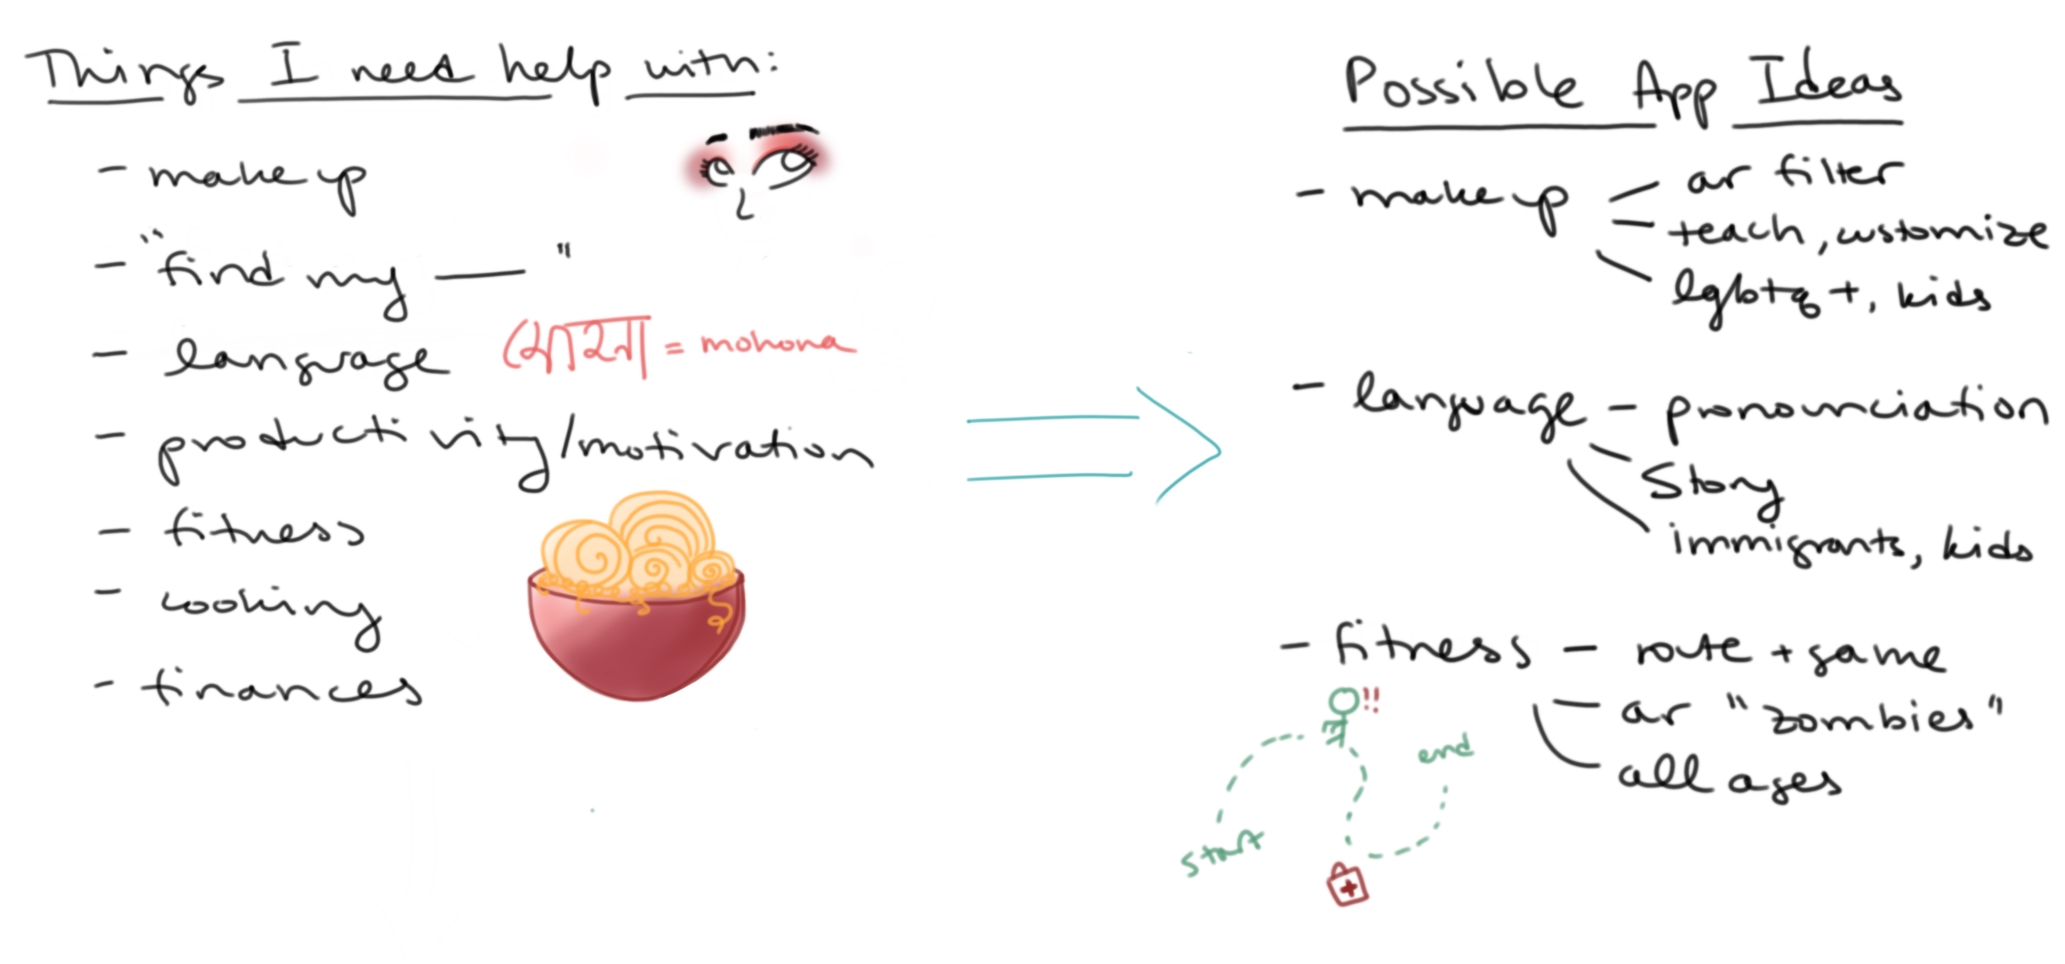 Things I need help with:
- makeup
- "find my ___"
- language মোহনা = mohona
- productivity/motivation
- fitness
- cooking
- finances
Possible App Ideas
- makeup - ar filter
- teach, customize
- lgbtq+, kids
- language - pronounciation
- story
- immigrants, kids
- fitness - route + game
- ar "zombies"
- all ages
!!
start
end